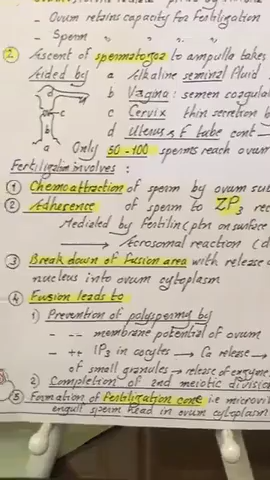 - Ovum retains capacity for fertilization
- Sperm " " "
② Ascent of spermatozoa to ampulla takes
Aided by a Alkaline seminal fluid
b Vagina: semen coagula
c Cervix thin secretion b
d Uterus & F tube cont
a
b
c
d
Only 50-100 sperms reach ovum
Fertilization involves :
① Chemoattraction of sperm by ovum sub
② Adherence of sperm to ZP3 rec
Mediated by Fertilin (ptn on surface
→ Acrosomal reaction (d
③ Breakdown of fusion area with release o
nucleus into ovum cytoplasm
④ Fusion leads to
1) Prevention of polyspermy by
- -- membrane potential of ovum
- ++ IP3 in oocytes → Ca release →
of small granules → release of enzyme
2) Completion of 2nd meiotic division
⑤ Formation of fertilization cone i.e microvi
engulf sperm head in ovum cytoplasm